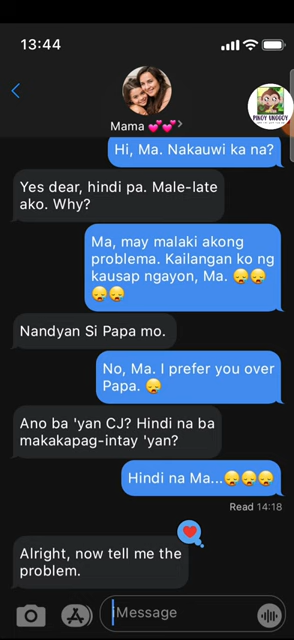 13:44
PINOY UNGGOY
Mama 💕💕>
Hi, Ma. Nakauwi ka na?
Yes dear, hindi pa. Male-late
ako. Why?
Ma, may malaki akong
problema. Kailangan ko ng
kausap ngayon, Ma. 😪😪
😪😪
Nandyan Si Papa mo.
No, Ma. I prefer you over
Papa. 😪
Ano ba 'yan CJ? Hindi na ba
makakapag-intay 'yan?
Hindi na Ma...😪😪😪
Read 14:18
Alright, now tell me the
problem.
iMessage